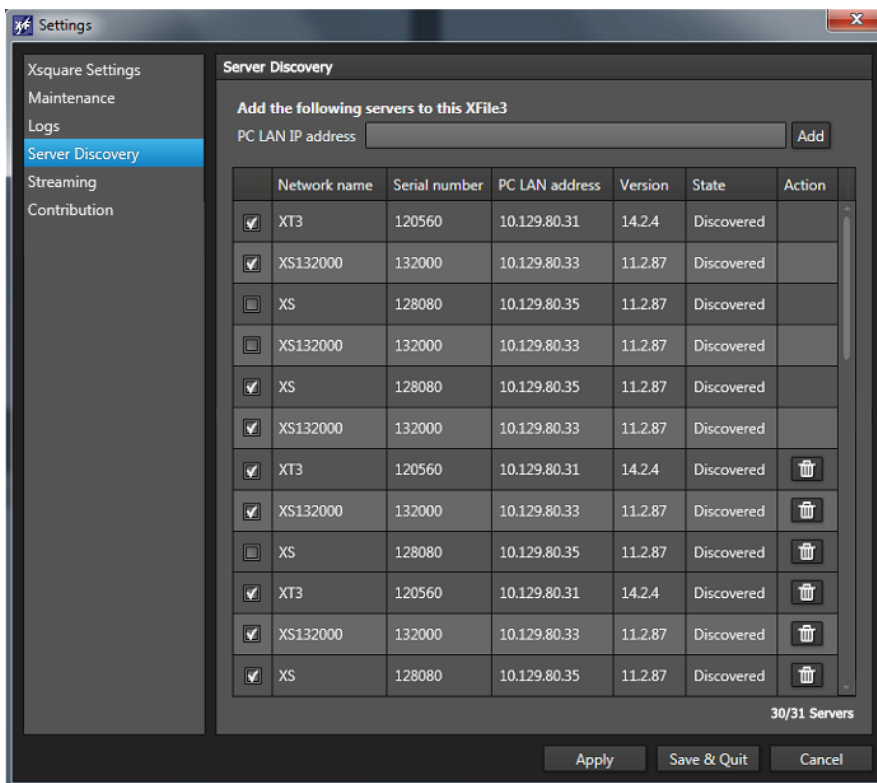 XF Settings
Xsquare Settings
Maintenance
Logs
Server Discovery
Streaming
Contribution
Server Discovery
Add the following servers to this XFile3
PC LAN IP address Add
Network name Serial number PC LAN address Version State Action
XT3 120560 10.129.80.31 14.2.4 Discovered
XS132000 132000 10.129.80.33 11.2.87 Discovered
XS 128080 10.129.80.35 11.2.87 Discovered
XS132000 132000 10.129.80.33 11.2.87 Discovered
XS 128080 10.129.80.35 11.2.87 Discovered
XS132000 132000 10.129.80.33 11.2.87 Discovered
XT3 120560 10.129.80.31 14.2.4 Discovered
XS132000 132000 10.129.80.33 11.2.87 Discovered
XS 128080 10.129.80.35 11.2.87 Discovered
XT3 120560 10.129.80.31 14.2.4 Discovered
XS132000 132000 10.129.80.33 11.2.87 Discovered
XS 128080 10.129.80.35 11.2.87 Discovered
30/31 Servers
Apply Save & Quit Cancel